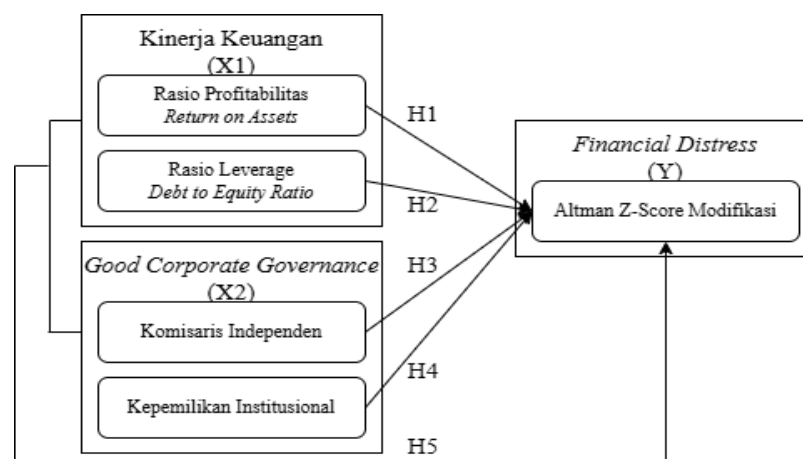 Kinerja Keuangan
(X1)
Rasio Profitabilitas
Return on Assets
Rasio Leverage
Debt to Equity Ratio
Good Corporate Governance
(X2)
Komisaris Independen
Kepemilikan Institusional
H1
H2
H3
H4
H5
Financial Distress
(Y)
Altman Z-Score Modifikasi